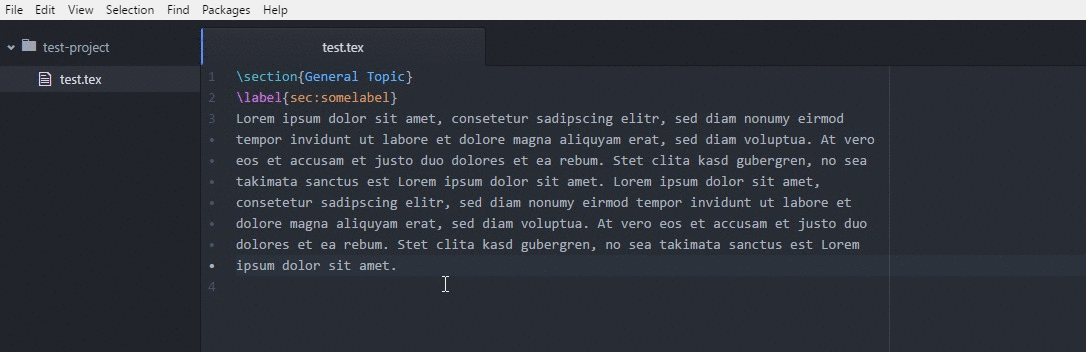 File Edit View Selection Find Packages Help
test-project
test.tex
test.tex
1 \section{General Topic}
2 \label{sec:somelabel}
3 Lorem ipsum dolor sit amet, consetetur sadipscing elitr, sed diam nonumy eirmod
• tempor invidunt ut labore et dolore magna aliquyam erat, sed diam voluptua. At vero
• eos et accusam et justo duo dolores et ea rebum. Stet clita kasd gubergren, no sea
• takimata sanctus est Lorem ipsum dolor sit amet. Lorem ipsum dolor sit amet,
• consetetur sadipscing elitr, sed diam nonumy eirmod tempor invidunt ut labore et
• dolore magna aliquyam erat, sed diam voluptua. At vero eos et accusam et justo duo
• dolores et ea rebum. Stet clita kasd gubergren, no sea takimata sanctus est Lorem
• ipsum dolor sit amet.
4